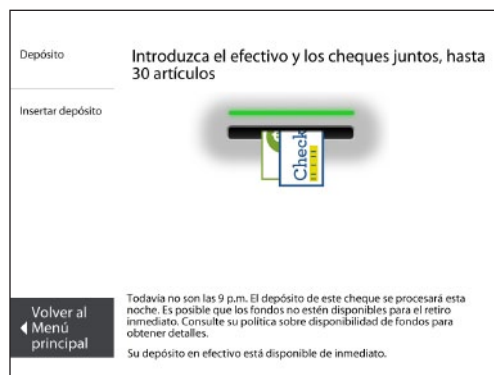 Depósito
Introduzca el efectivo y los cheques juntos, hasta
30 artículos
Insertar depósito
Check
Volver al
Menú
principal
Todavía no son las 9 p.m. El depósito de este cheque se procesará esta
noche. Es posible que los fondos no estén disponibles para el retiro
inmediato. Consulte su política sobre disponibilidad de fondos para
obtener detalles.
Su depósito en efectivo está disponible de inmediato.